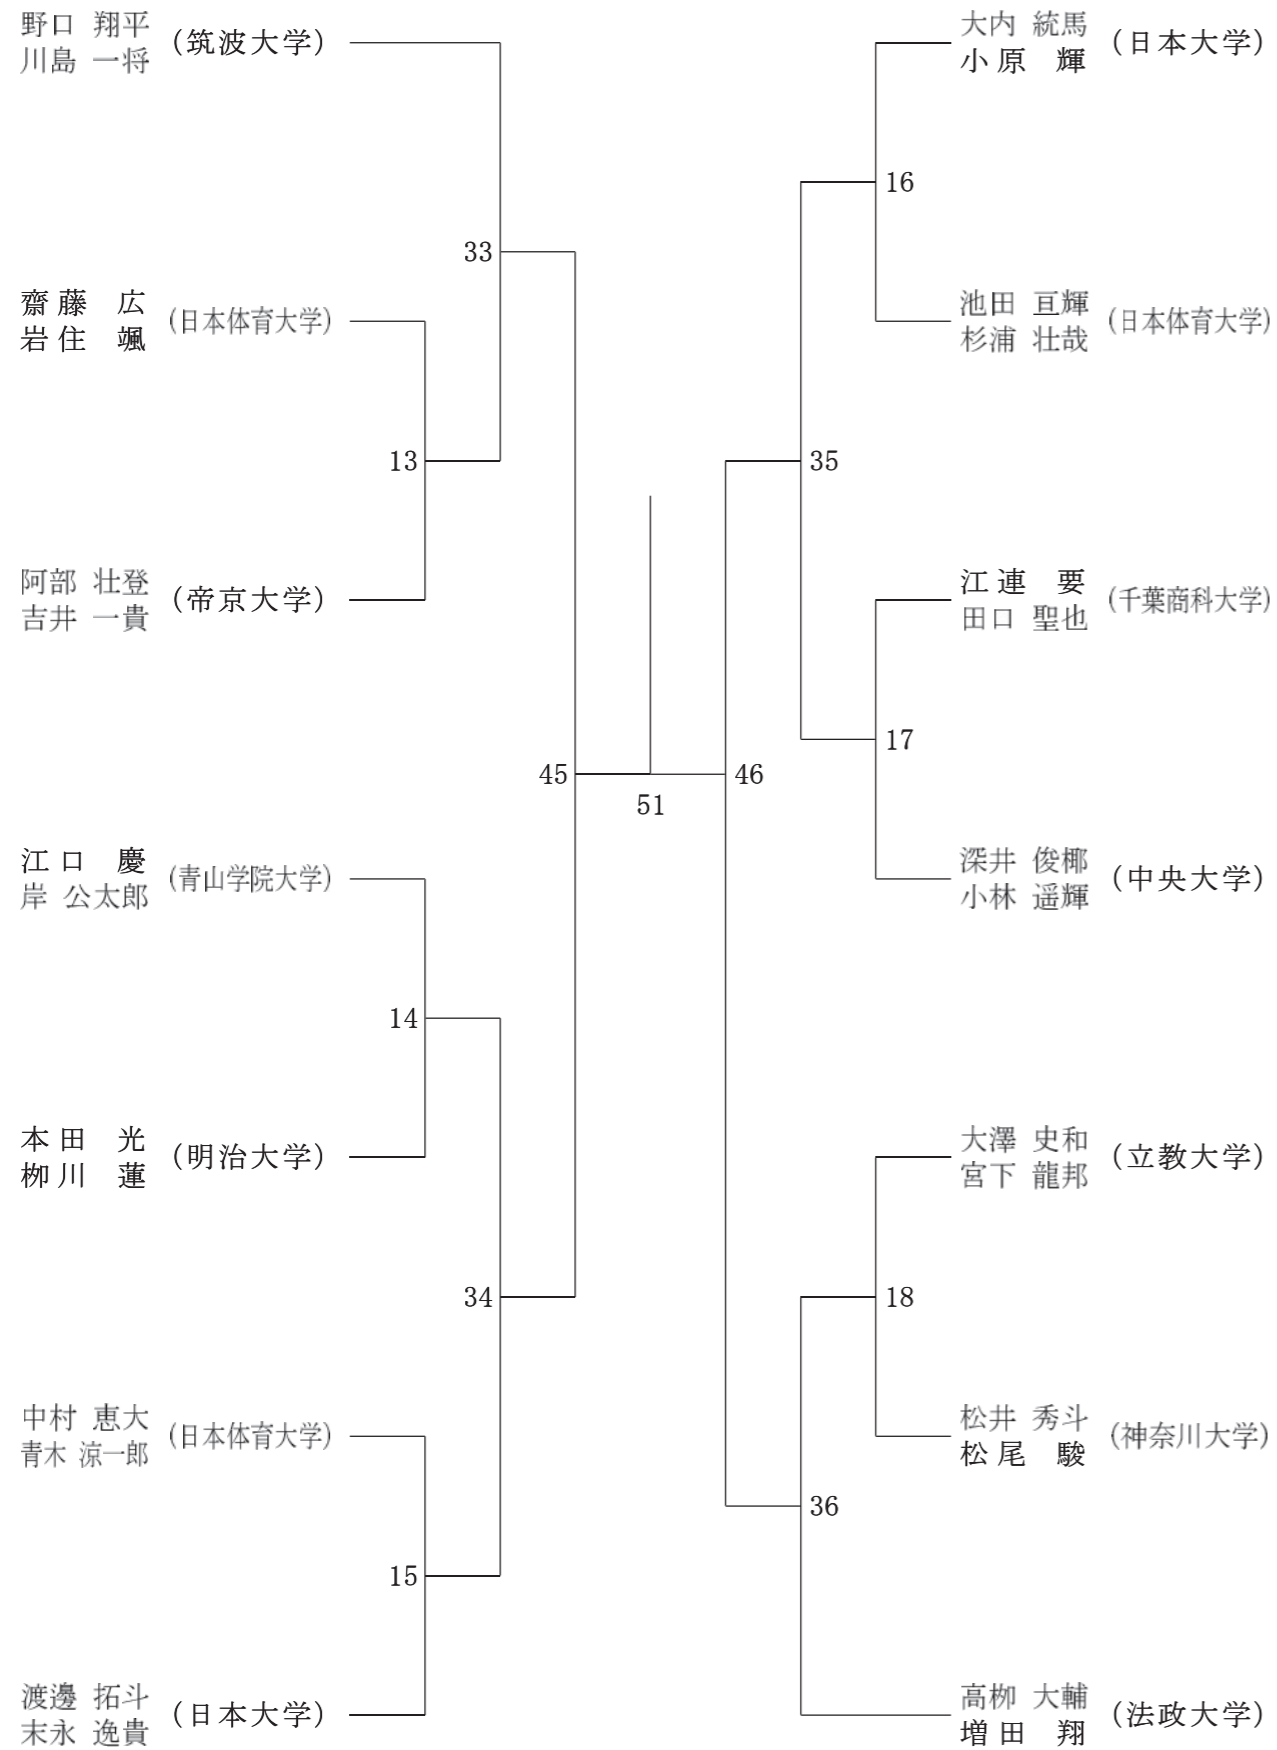 野口 翔平
川島 一将
(筑波大学)
33
齋藤 広
岩住 颯
(日本体育大学)
13
阿部 壮登
吉井 一貴
(帝京大学)
45
江口 慶
岸 公太郎
(青山学院大学)
14
本田 光
栁川 蓮
(明治大学)
34
中村 恵大
青木 涼一郎
(日本体育大学)
15
渡邊 拓斗
末永 逸貴
(日本大学)
51
大内 統馬
小原 輝
(日本大学)
16
池田 亘輝
杉浦 壮哉
(日本体育大学)
35
江連 要
田口 聖也
(千葉商科大学)
17
深井 俊椰
小林 遥輝
(中央大学)
46
大澤 史和
宮下 龍邦
(立教大学)
18
松井 秀斗
松尾 駿
(神奈川大学)
36
高栁 大輔
増田 翔
(法政大学)